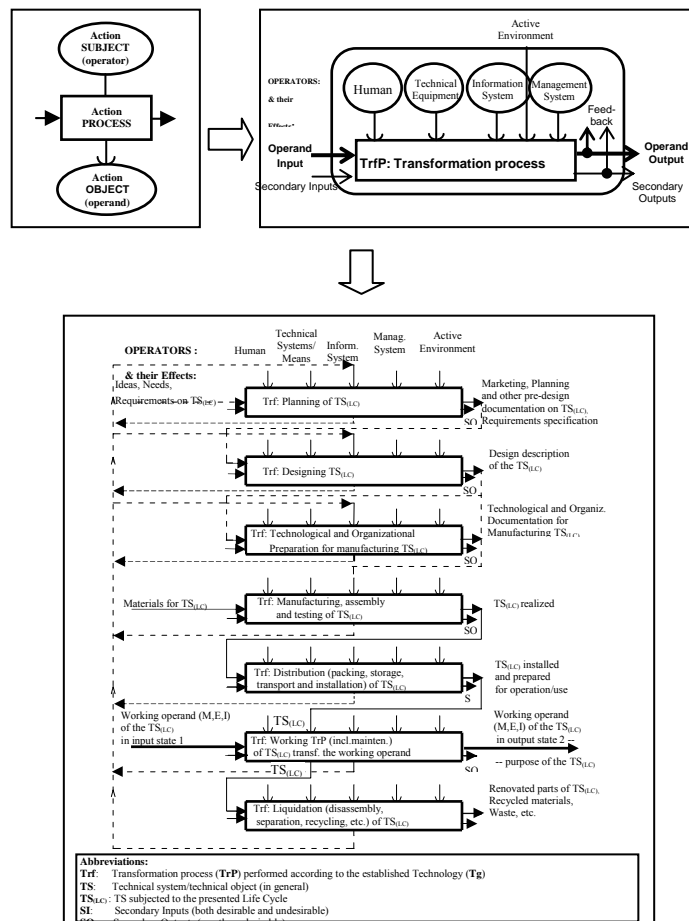 Action
SUBJECT
(operator)
Action
PROCESS
Action
OBJECT
(operand)
Active
Environment
OPERATORS:
& their
Effects:
Human
Technical
Equipment
Information
System
Management
System
Feed-
back
Operand
Input
TrfP: Transformation process
Operand
Output
Secondary Inputs
Secondary
Outputs
OPERATORS :
Human
Technical
Systems/
Means
Inform.
System
Manag.
System
Active
Environment
& their Effects:
Ideas, Needs,
Requirements on TS(LC)
Trf: Planning of TS(LC)
SO
Marketing, Planning
and other pre-design
documentation on TS(LC),
Requirements specification
Trf: Designing TS(LC)
SO
Design description
of the TS(LC)
Trf: Technological and Organizational
Preparation for manufacturing TS(LC)
SO
Technological and Organiz.
Documentation for
Manufacturing TS(LC)
Materials for TS(LC)
Trf: Manufacturing, assembly
and testing of TS(LC)
SO
TS(LC) realized
Trf: Distribution (packing, storage,
transport and installation) of TS(LC)
S
TS(LC) installed
and prepared
for operation/use
Working operand (M,E,I)
of the TS(LC)
in input state 1
TS(LC)
Trf: Working TrP (incl.mainten.)
of TS(LC) transf. the working operand
SO
Working operand
(M,E,I) of the TS(LC)
in output state 2 --
-- purpose of the TS(LC)
TS(LC)
Trf: Liquidation (disassembly,
separation, recycling, etc.) of TS(LC)
Renovated parts of TS(LC),
Recycled materials,
Waste, etc.
Abbreviations:
Trf: Transformation process (TrP) performed according to the established Technology (Tg)
TS: Technical system/technical object (in general)
TS(LC): TS subjected to the presented Life Cycle
SI: Secondary Inputs (both desirable and undesirable)